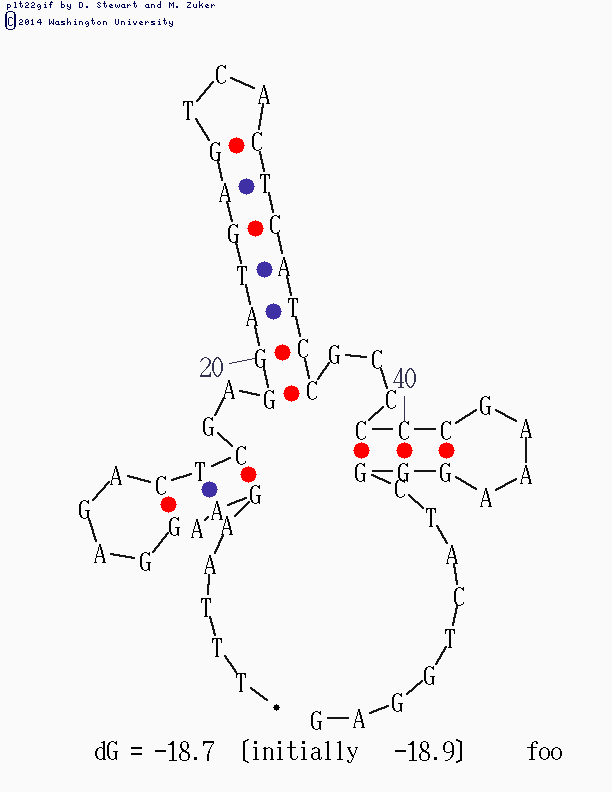 plt22gif by D. Stewart and M. Zuker
© 2014 Washington University
C
T A
G C
A T
G C
T A
A T
20 G C
G C
A G C
G C 40
C C C G
A
G G G A
A
C
T C
A C T
G
G A A G
A A
A G
T
A
A C
T
T T
G
T G
G A
dG = -18.7 [initially -18.9] foo